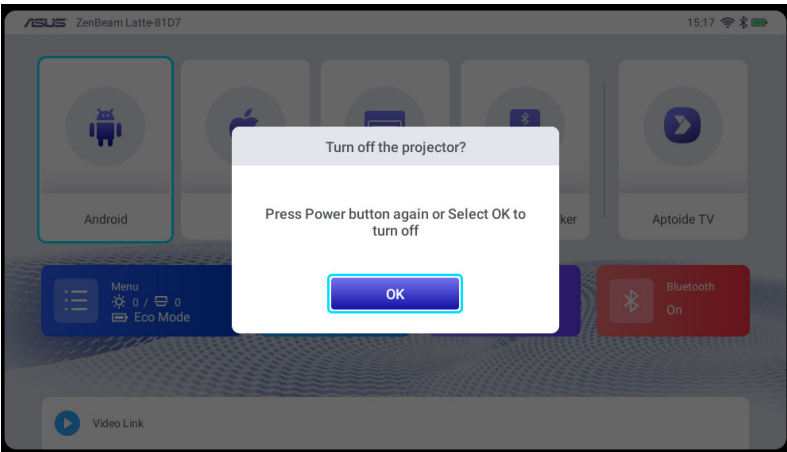 ASUS ZenBeam Latte-81D7 15:17
Turn off the projector?
Press Power button again or Select OK to
turn off
OK
Android
ker
Aptoide TV
Menu
0 / 0
Eco Mode
Bluetooth
On
Video Link